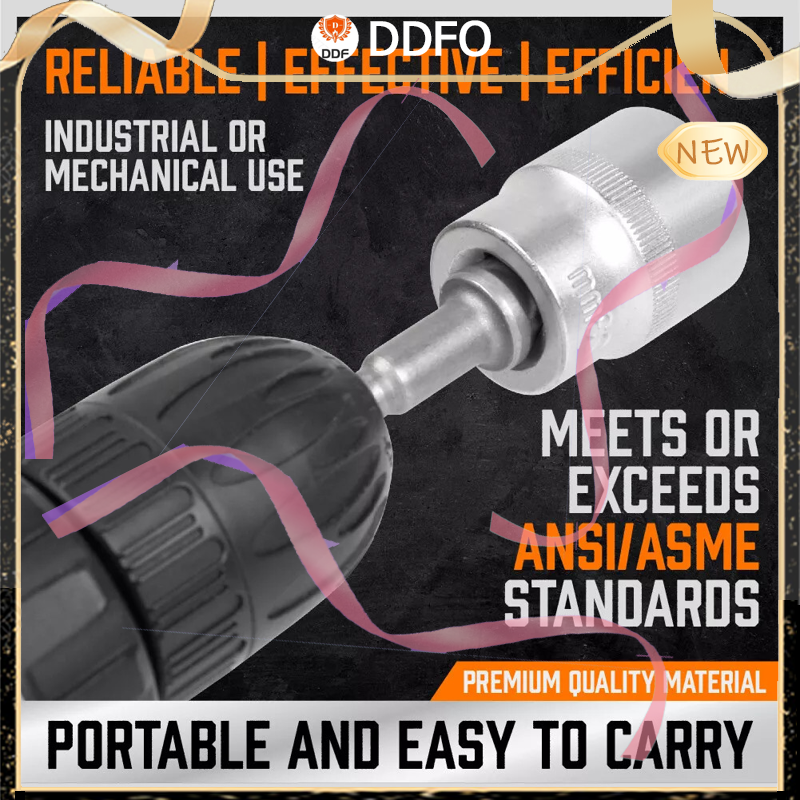 DDF
DDFO
RELIABLE | EFFECTIVE | EFFICIENT
INDUSTRIAL OR
MECHANICAL USE
NEW
MEETS OR
EXCEEDS
ANSI/ASME
STANDARDS
PREMIUM QUALITY MATERIAL
PORTABLE AND EASY TO CARRY